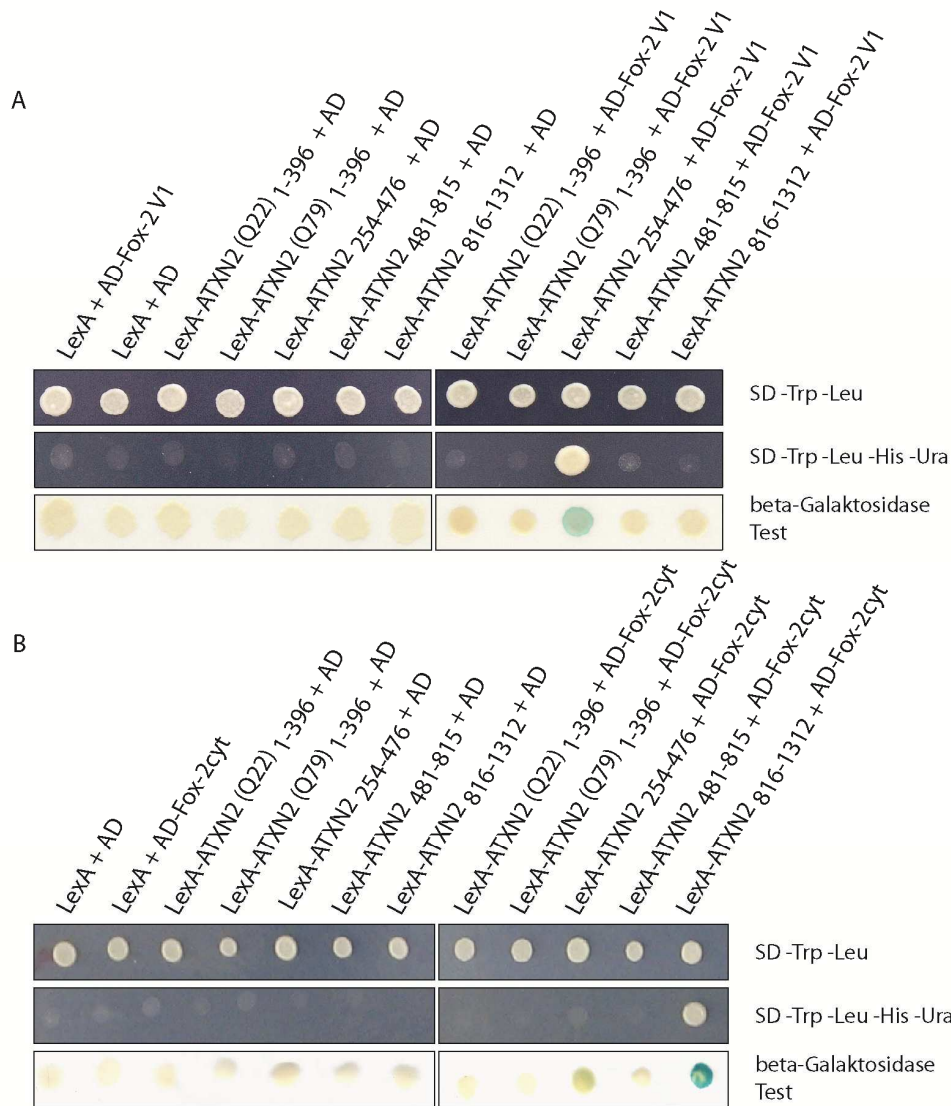 A
LexA + AD-Fox-2 V1
LexA + AD
LexA-ATXN2 (Q22) 1-396 + AD
LexA-ATXN2 (Q79) 1-396 + AD
LexA-ATXN2 254-476 + AD
LexA-ATXN2 481-815 + AD
LexA-ATXN2 816-1312 + AD
LexA-ATXN2 (Q22) 1-396 + AD-Fox-2 V1
LexA-ATXN2 (Q79) 1-396 + AD-Fox-2 V1
LexA-ATXN2 254-476 + AD-Fox-2 V1
LexA-ATXN2 481-815 + AD-Fox-2 V1
LexA-ATXN2 816-1312 + AD-Fox-2 V1
SD -Trp -Leu
SD -Trp -Leu -His -Ura
beta-Galaktosidase
Test
B
LexA + AD
LexA + AD-Fox-2cyt
LexA-ATXN2 (Q22) 1-396 + AD
LexA-ATXN2 (Q79) 1-396 + AD
LexA-ATXN2 254-476 + AD
LexA-ATXN2 481-815 + AD
LexA-ATXN2 816-1312 + AD
LexA-ATXN2 (Q22) 1-396 + AD-Fox-2cyt
LexA-ATXN2 (Q79) 1-396 + AD-Fox-2cyt
LexA-ATXN2 254-476 + AD-Fox-2cyt
LexA-ATXN2 481-815 + AD-Fox-2cyt
LexA-ATXN2 816-1312 + AD-Fox-2cyt
SD -Trp -Leu
SD -Trp -Leu -His -Ura
beta-Galaktosidase
Test